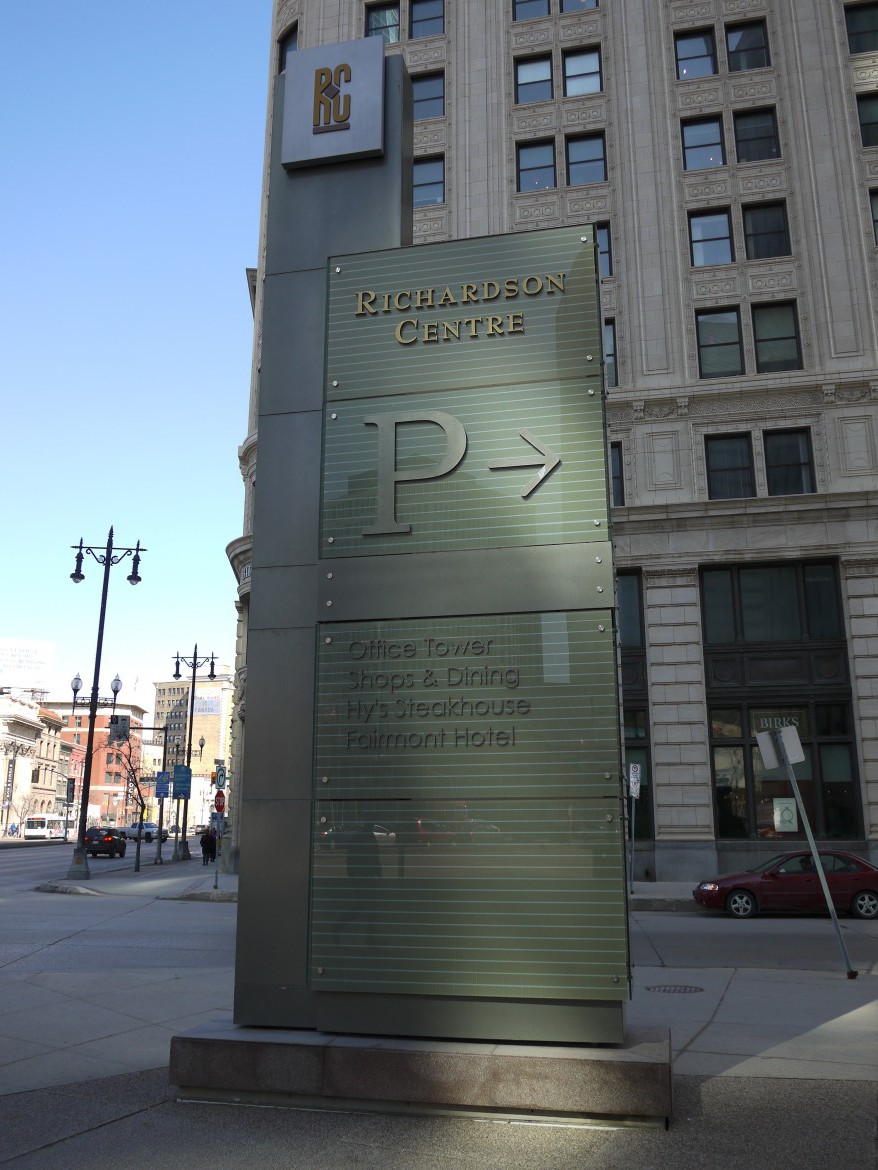 RC
RICHARDSON
CENTRE
P →
Office Tower
Shops & Dining
Hy's Steakhouse
Fairmont Hotel
BIRKS